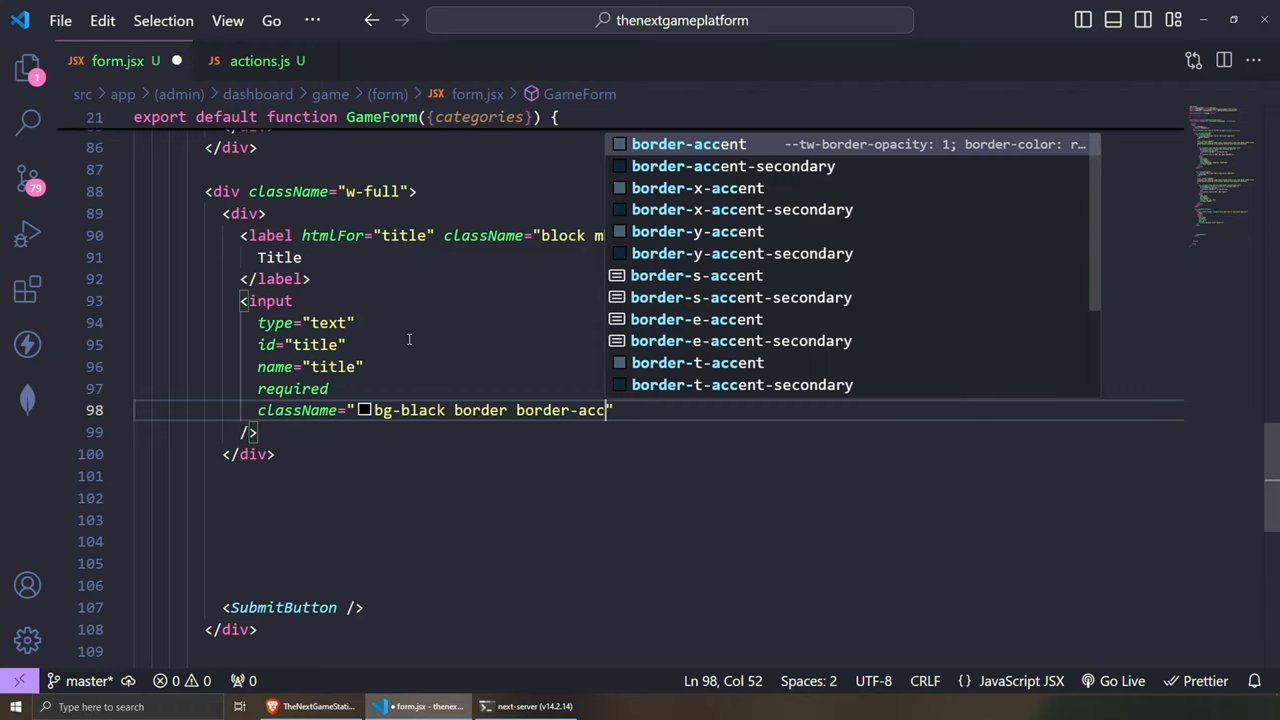 File Edit Selection View Go ··· thenextgameplatform
1 JSX form.jsx U JS actions.js U
src > app > (admin) > dashboard > game > (form) > JSX form.jsx > GameForm
21 export default function GameForm({categories}) {
86 </div>
border-accent --tw-border-opacity: 1; border-color: r…
border-accent-secondary
87
border-x-accent
88 <div className="w-full">
border-x-accent-secondary
89 <div>
border-y-accent
90 <label htmlFor="title" className="block m
border-y-accent-secondary
91 Title
border-s-accent
92 </label>
border-s-accent-secondary
93 <input
border-e-accent
94 type="text"
border-e-accent-secondary
95 id="title"
border-t-accent
96 name="title"
border-t-accent-secondary
97 required
98 className="bg-black border border-acc"
99 />
100 </div>
101
102
103
104
105
106
107 <SubmitButton />
108 </div>
109
79
master* 0 0 0 Ln 98, Col 52 Spaces: 2 UTF-8 CRLF {} JavaScript JSX Go Live Prettier
Type here to search TheNextGameStati… form.jsx - thenex… next-server (v14.2.14)